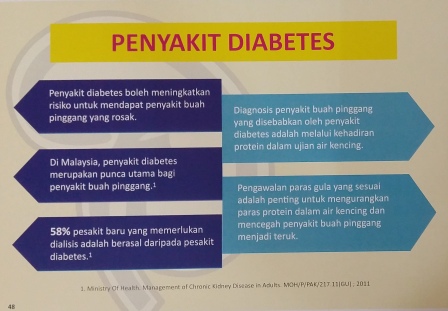 PENYAKIT DIABETES
Penyakit diabetes boleh meningkatkan
risiko untuk mendapat penyakit buah
pinggang yang rosak.
Di Malaysia, penyakit diabetes
merupakan punca utama bagi
penyakit buah pinggang.¹
58% pesakit baru yang memerlukan
dialisis adalah berasal daripada pesakit
diabetes.¹
Diagnosis penyakit buah pinggang
yang disebabkan oleh penyakit
diabetes adalah melalui kehadiran
protein dalam ujian air kencing.
Pengawalan paras gula yang sesuai
adalah penting untuk mengurangkan
paras protein dalam air kencing dan
mencegah penyakit buah pinggang
menjadi teruk.
1. Ministry Of Health. Management of Chronic Kidney Disease in Adults. MOH/P/PAK/217.11(GU); 2011
48